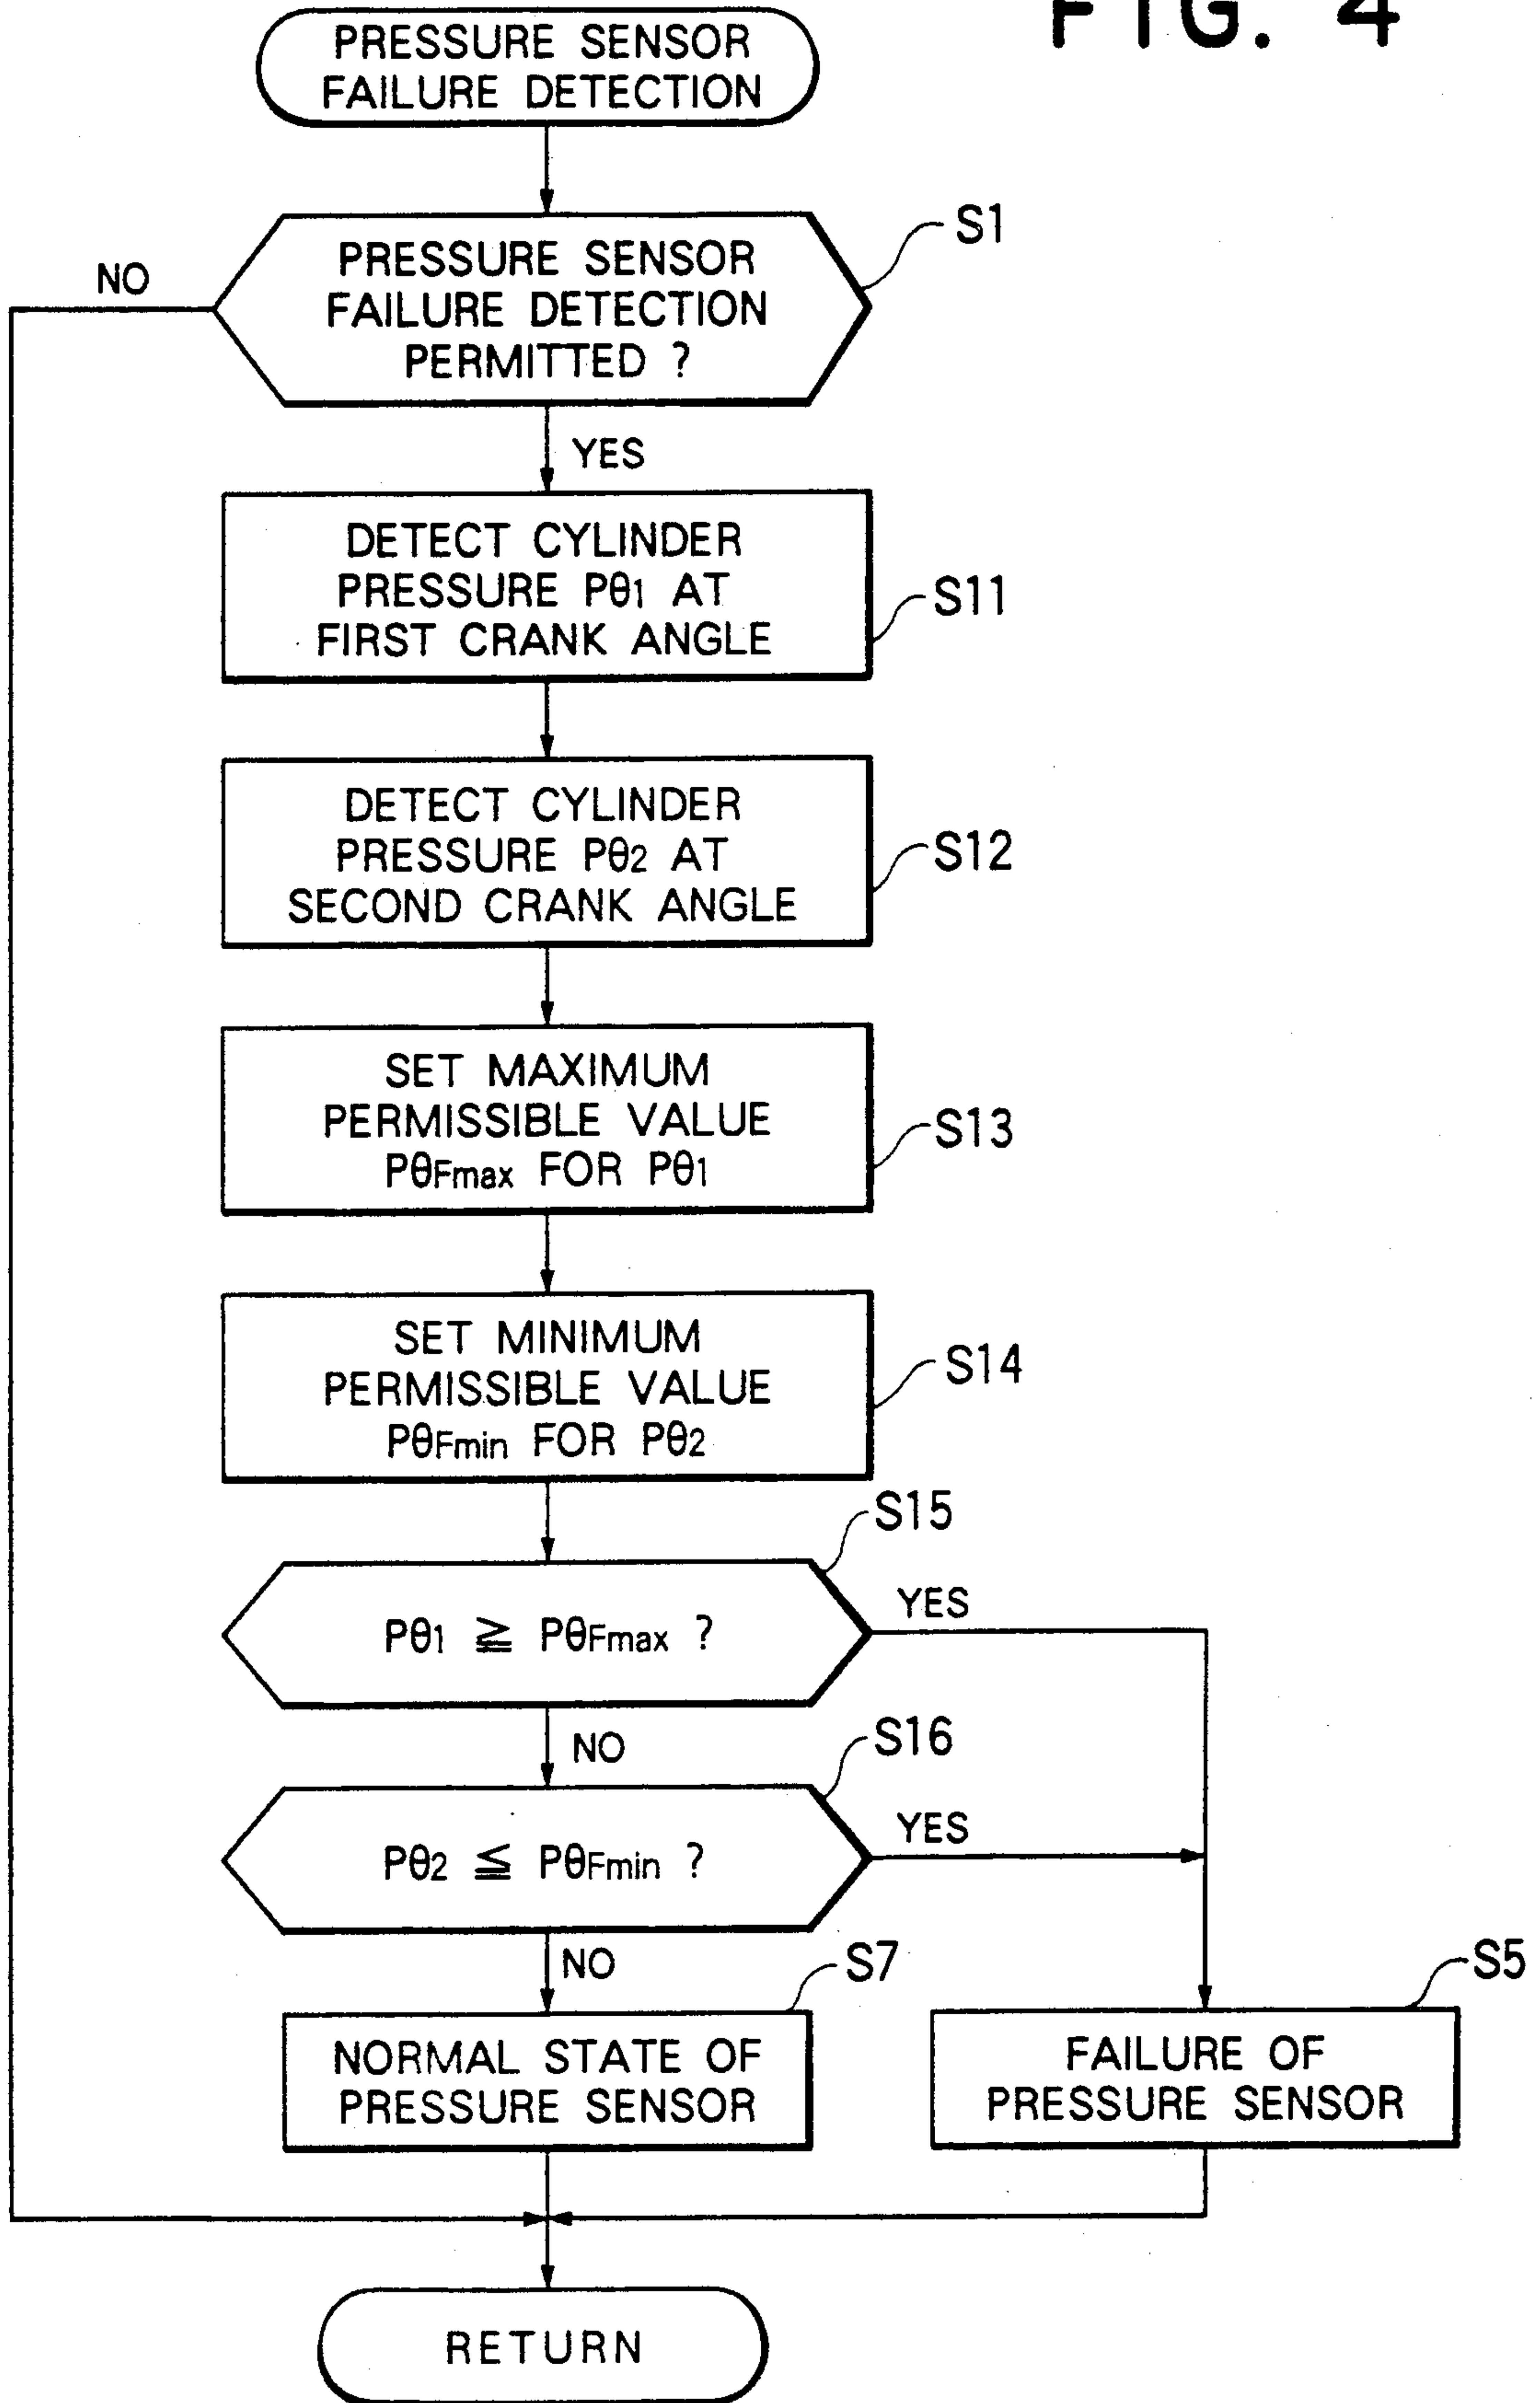 FIG. 4
PRESSURE SENSOR
FAILURE DETECTION
S1
NO
PRESSURE SENSOR
FAILURE DETECTION
PERMITTED ?
YES
DETECT CYLINDER
PRESSURE Pθ1 AT
FIRST CRANK ANGLE
S11
DETECT CYLINDER
PRESSURE Pθ2 AT
SECOND CRANK ANGLE
S12
SET MAXIMUM
PERMISSIBLE VALUE
PθFmax FOR Pθ1
S13
SET MINIMUM
PERMISSIBLE VALUE
PθFmin FOR Pθ2
S14
S15
YES
Pθ1 ≧ PθFmax ?
NO
S16
YES
Pθ2 ≦ PθFmin ?
NO
S7
S5
NORMAL STATE OF
PRESSURE SENSOR
FAILURE OF
PRESSURE SENSOR
RETURN